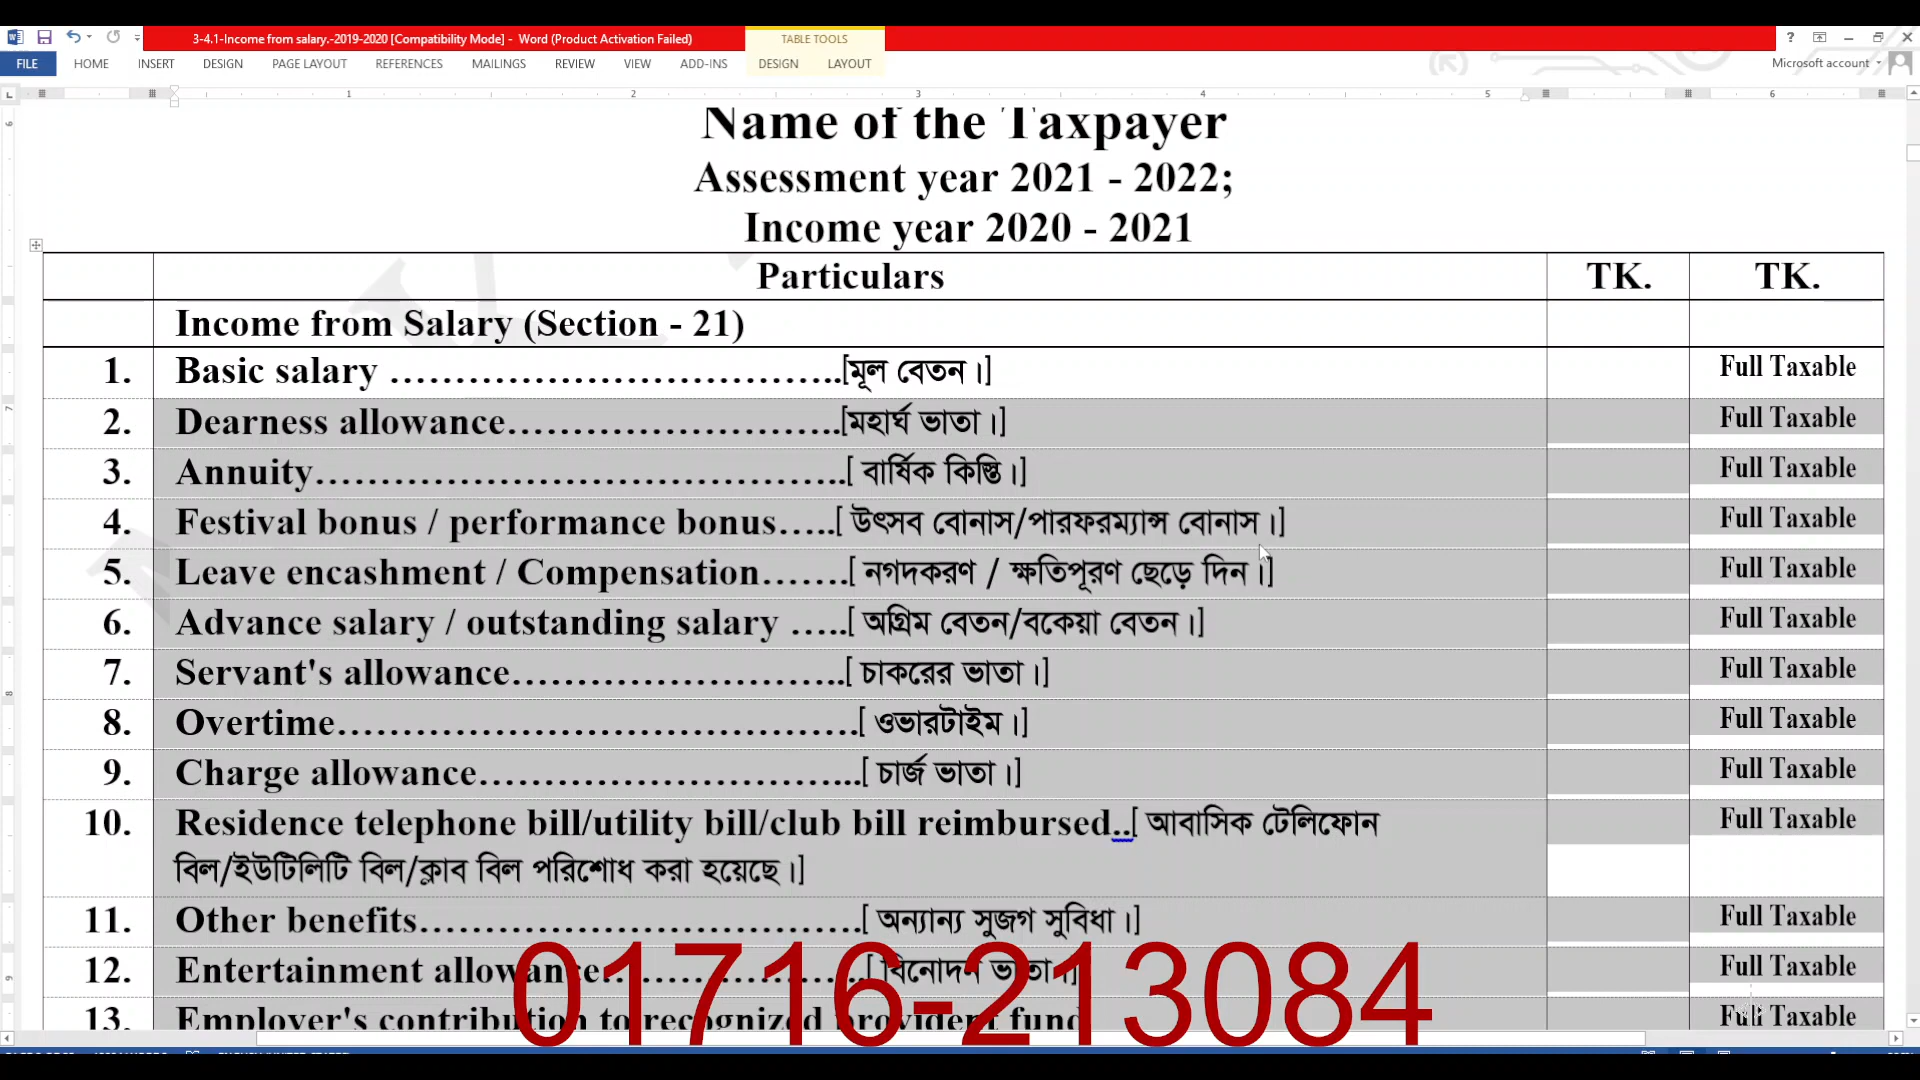 3-4.1-Income from salary.-2019-2020 [Compatibility Mode] - Word (Product Activation Failed)
TABLE TOOLS
FILE HOME INSERT DESIGN PAGE LAYOUT REFERENCES MAILINGS REVIEW VIEW ADD-INS DESIGN LAYOUT Microsoft account
1 2 3 4 5 6
Name of the Taxpayer
Assessment year 2021 - 2022;
Income year 2020 - 2021
Particulars TK. TK.
Income from Salary (Section - 21)
1. Basic salary ……………………………..[মূল বেতন।] Full Taxable
2. Dearness allowance……………………..[মহার্ঘ ভাতা।] Full Taxable
3. Annuity…………………………………..[ বার্ষিক কিস্তি।] Full Taxable
4. Festival bonus / performance bonus…..[ উৎসব বোনাস/পারফরম্যান্স বোনাস।] Full Taxable
5. Leave encashment / Compensation…….[ নগদকরণ / ক্ষতিপূরণ ছেড়ে দিন।] Full Taxable
6. Advance salary / outstanding salary …..[ অগ্রিম বেতন/বকেয়া বেতন।] Full Taxable
7. Servant's allowance……………………..[ চাকরের ভাতা।] Full Taxable
8. Overtime………………………………….[ ওভারটাইম।] Full Taxable
9. Charge allowance………………………...[ চার্জ ভাতা।] Full Taxable
10. Residence telephone bill/utility bill/club bill reimbursed..[ আবাসিক টেলিফোন Full Taxable
বিল/ইউটিলিটি বিল/ক্লাব বিল পরিশোধ করা হয়েছে।]
11. Other benefits…………………………….[ অন্যান্য সুজগ সুবিধা।] Full Taxable
12. Entertainment allowance………………..[ বিনোদন ভাতা।] Full Taxable
13. Employer's contribution to recognized provident fund Full Taxable
01716-213084